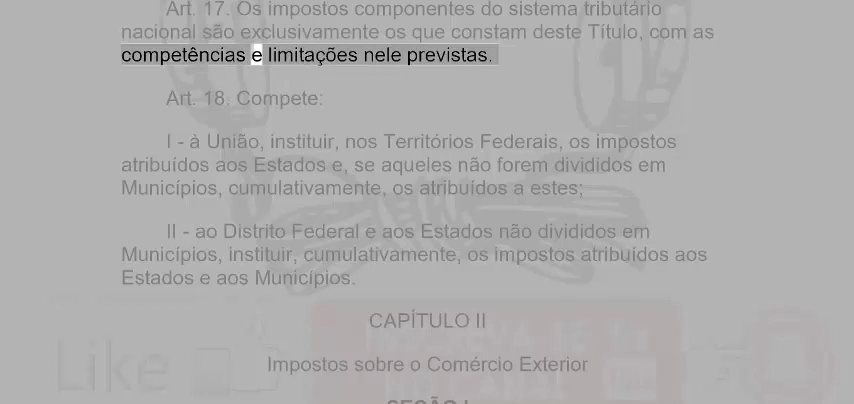 Art. 17. Os impostos componentes do sistema tributário
nacional são exclusivamente os que constam deste Título, com as
competências e limitações nele previstas.
Art. 18. Compete:
I - à União, instituir, nos Territórios Federais, os impostos
atribuídos aos Estados e, se aqueles não forem divididos em
Municípios, cumulativamente, os atribuídos a estes;
II - ao Distrito Federal e aos Estados não divididos em
Municípios, instituir, cumulativamente, os impostos atribuídos aos
Estados e aos Municípios.
CAPÍTULO II
Like
Impostos sobre o Comércio Exterior
SEÇÃO I